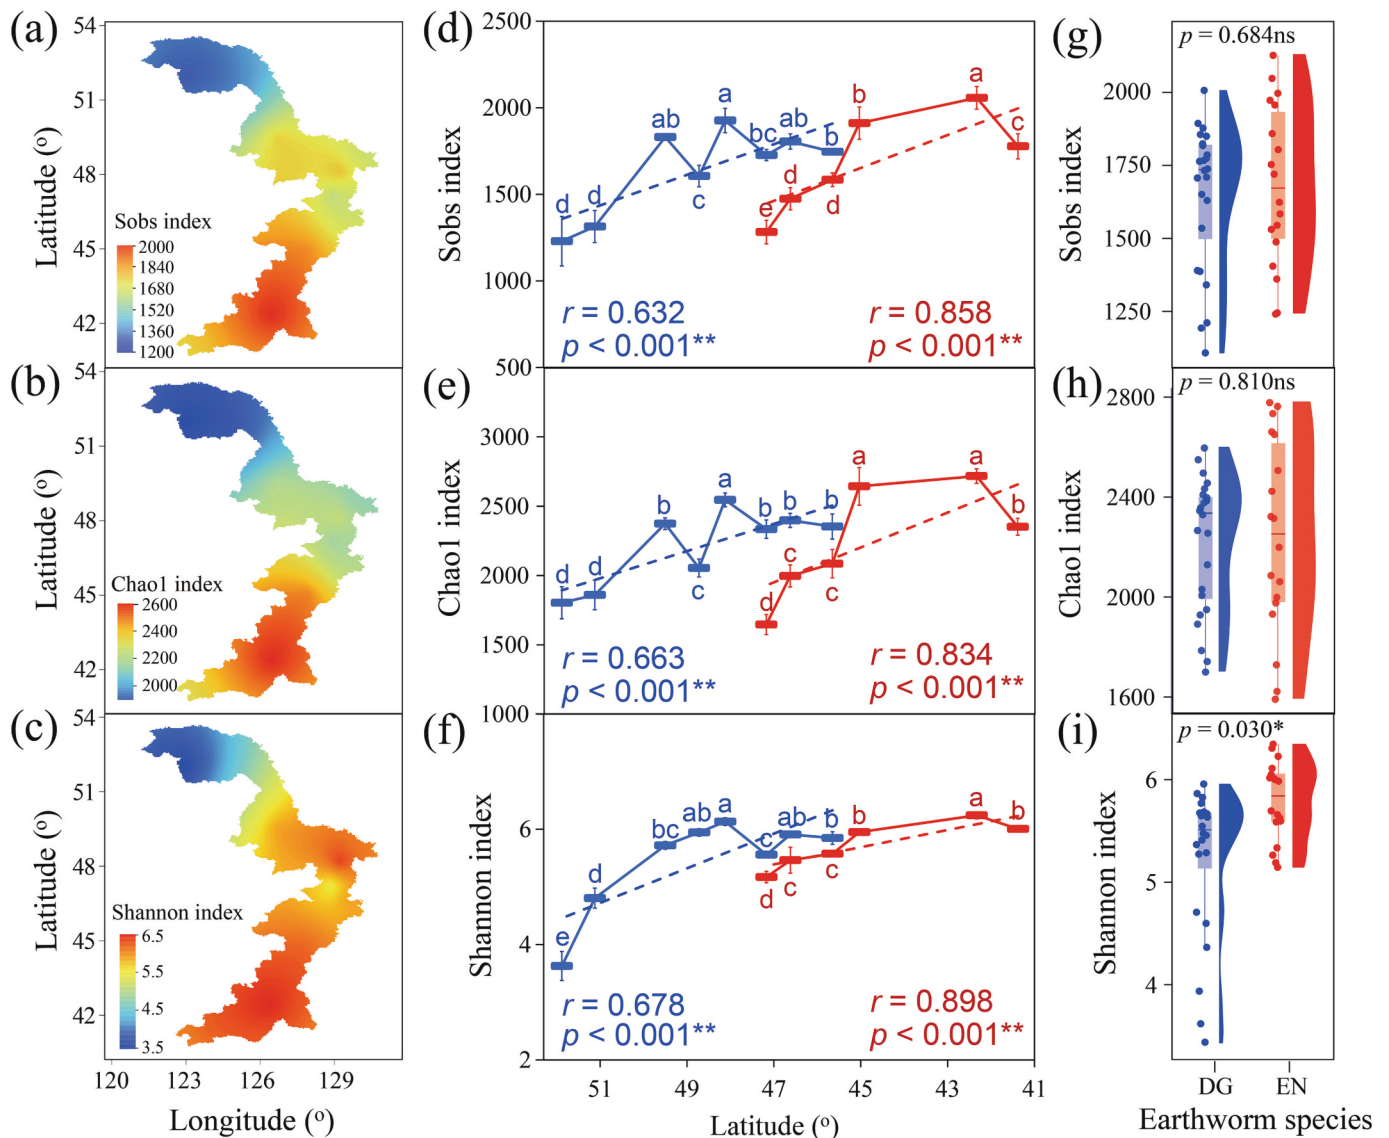 (a)
54
51
48
45
42
Latitude (o)
Sobs index
2000
1840
1680
1520
1360
1200
(b)
54
51
48
45
42
Latitude (o)
Chao1 index
2600
2400
2200
2000
(c)
54
51
48
45
42
Latitude (o)
Shannon index
6.5
5.5
4.5
3.5
120 123 126 129
Longitude (o)
(d)
2500
2000
1500
1000
500
Sobs index
d d ab c a bc ab b
e d d b a c
r = 0.632
p < 0.001**
r = 0.858
p < 0.001**
(e)
3000
2500
2000
1500
1000
Chao1 index
d d b c a b b b
d c c a a b
r = 0.663
p < 0.001**
r = 0.834
p < 0.001**
(f)
6
4
2
Shannon index
e d bc ab a c ab b
d c c b a b
r = 0.678
p < 0.001**
r = 0.898
p < 0.001**
51 49 47 45 43 41
Latitude (o)
(g)
p = 0.684ns
2000
1750
1500
1250
Sobs index
(h)
p = 0.810ns
2800
2400
2000
1600
Chao1 index
(i)
p = 0.030*
6
5
4
Shannon index
DG EN
Earthworm species